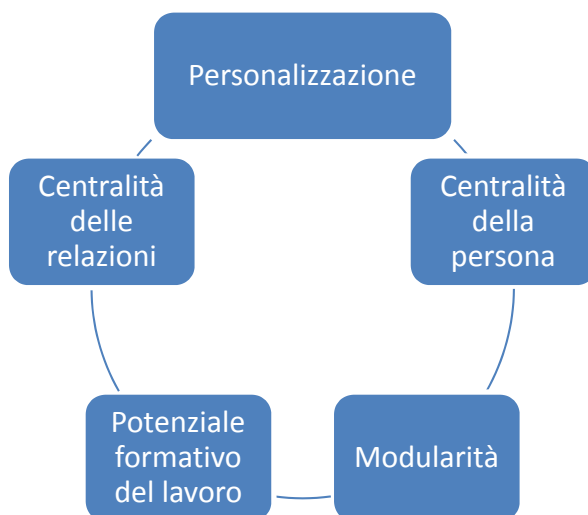 Personalizzazione
Centralità
delle
relazioni
Centralità
della
persona
Potenziale
formativo
del lavoro
Modularità